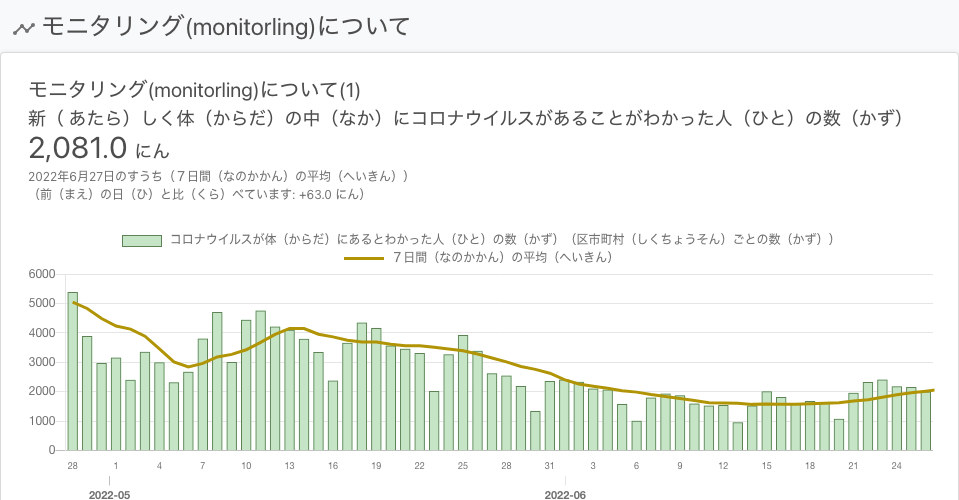 モニタリング(monitorling)について
モニタリング(monitorling)について(1)
新（ あたら）しく体（からだ）の中（なか）にコロナウイルスがあることがわかった人（ひと）の数（かず）
2,081.0 にん
2022年6月27日のすうち（７日間（なのかかん）の平均（へいきん））
（前（まえ）の日（ひ）と比（くら）べています: +63.0 にん）
コロナウイルスが体（からだ）にあるとわかった人（ひと）の数（かず）（区市町村（しくちょうそん）ごとの数（かず））
７日間（なのかかん）の平均（へいきん）
6000
5000
4000
3000
2000
1000
0
28 1 4 7 10 13 16 19 22 25 28 31 3 6 9 12 15 18 21 24
2022-05 2022-06